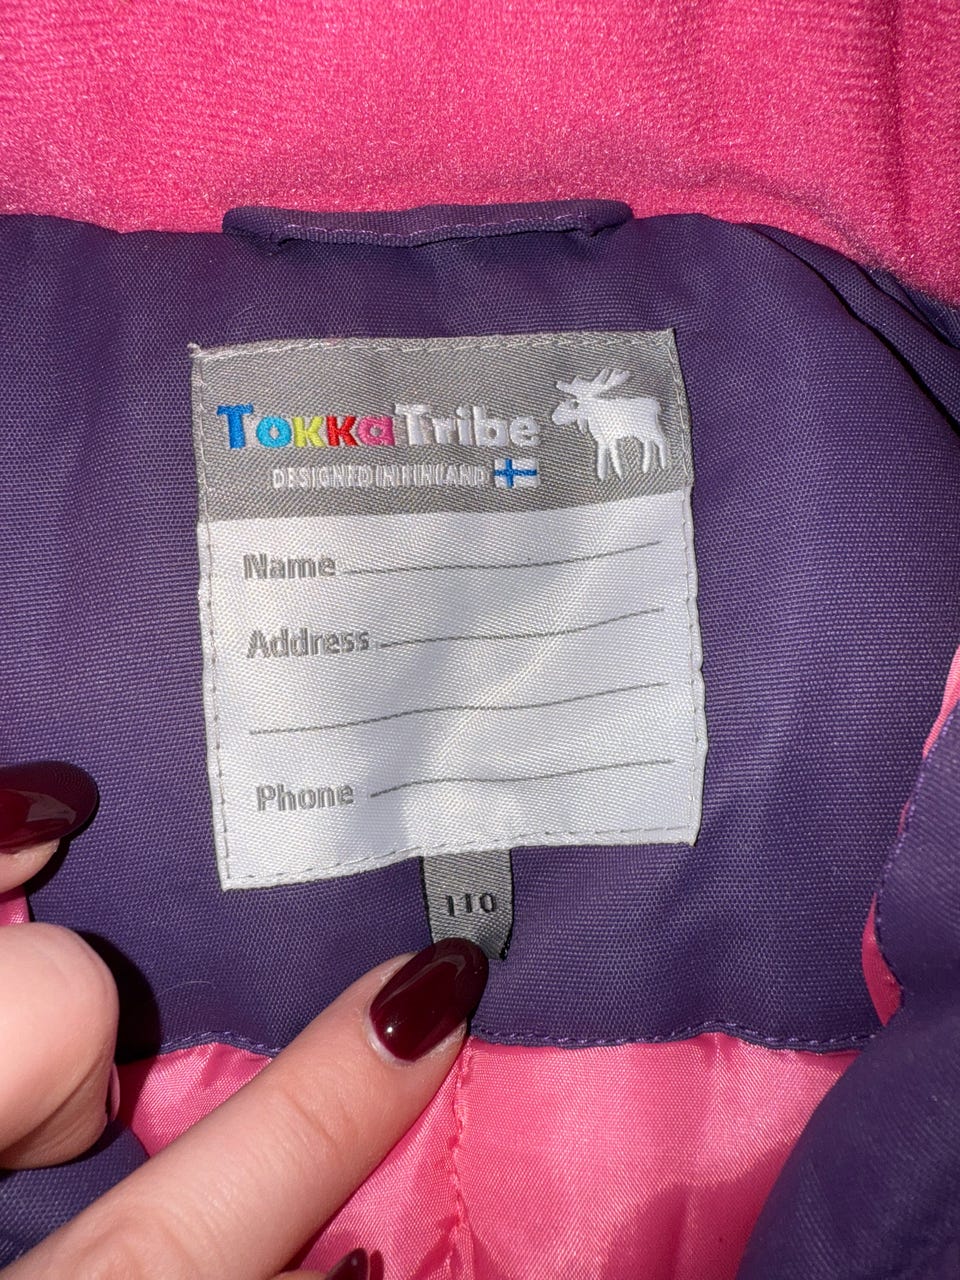 TokkaTribe
DESIGNED IN FINLAND
Name
Address
Phone
110